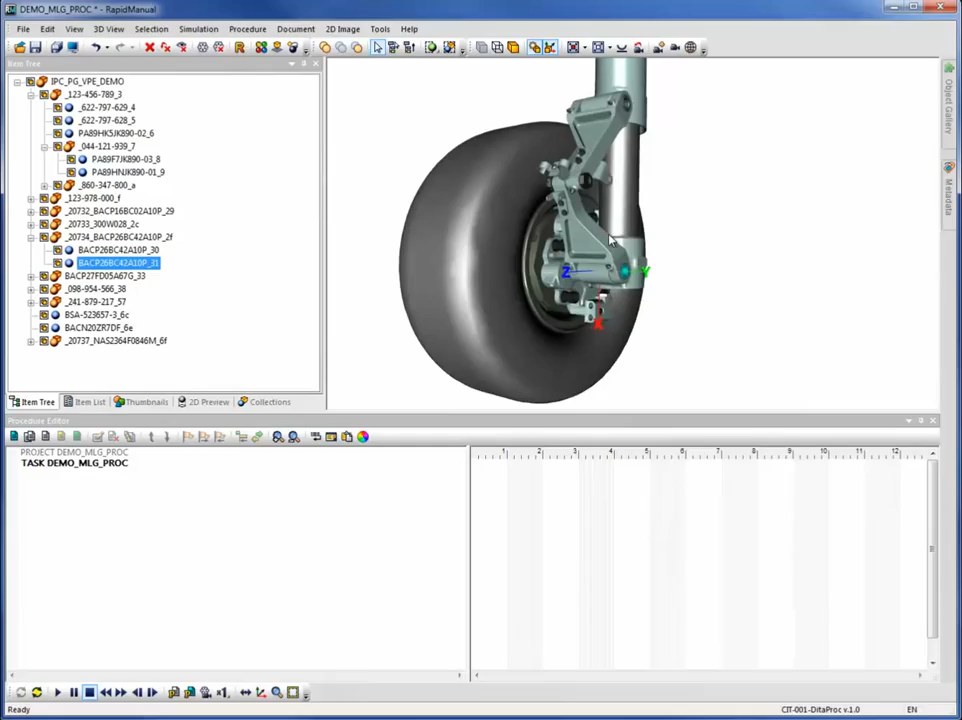 DEMO_MLG_PROC * - RapidManual
File Edit View 3D View Selection Simulation Procedure Document 2D Image Tools Help
Item Tree
IPC_PG_VPE_DEMO
_123-456-789_3
_622-797-629_4
_622-797-628_5
PA89HK5JK890-02_6
_044-121-939_7
PA89F7JK890-03_8
PA89HNJK890-01_9
_860-347-800_a
_123-978-000_f
_20732_BACP16BC02A10P_29
_20733_300W028_2c
_20734_BACP26BC42A10P_2f
BACP26BC42A10P_30
BACP26BC42A10P_31
BACP27FD05A67G_33
_098-954-566_38
_241-879-217_57
BSA-523657-3_6c
BACN20ZR7DF_6e
_20737_NAS2364F0846M_6f
Z Y
X
Object Gallery
Metadata
Item Tree Item List Thumbnails 2D Preview Collections
Procedure Editor
PROJECT DEMO_MLG_PROC
TASK DEMO_MLG_PROC
1 2 3 4 5 6 7 8 9 10 11 12
x1
Ready CIT-001-DitaProc v.1.0 EN